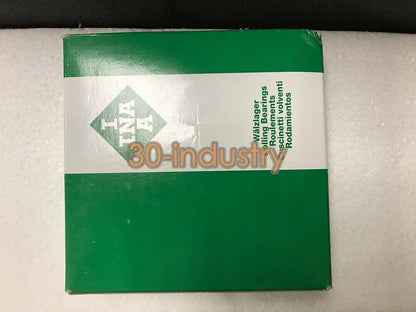 I
INA
A
30-industry
Wälzlager
Rolling Bearings
Roulements
Cuscinetti volventi
Rodamientos